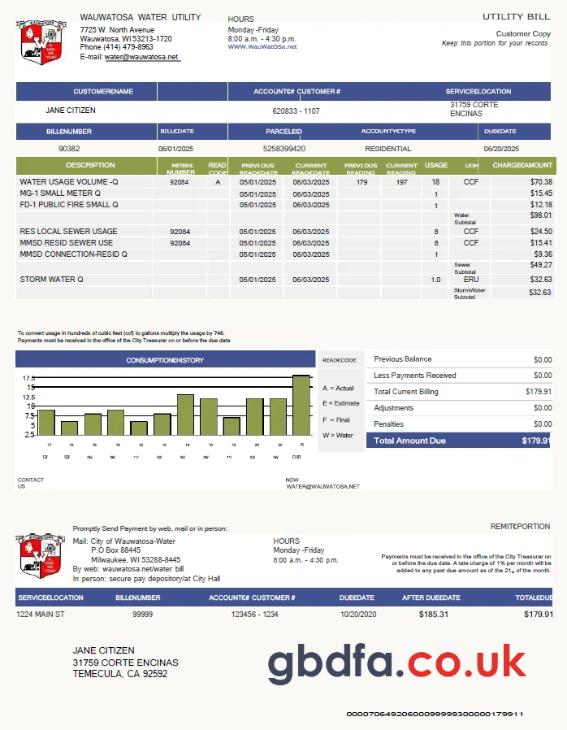 WAUWATOSA WATER UTILITY
7725 W. North Avenue
Wauwatosa, WI 53213-1720
Phone (414) 479-8963
E-mail: water@wauwatosa.net
HOURS
Monday -Friday
8:00 a.m. - 4:30 p.m.
www.WauWatOSa.net
UTILITY BILL
Customer Copy
Keep this portion for your records
CUSTOMERNAME ACCOUNT# CUSTOMER # SERVICELOCATION
JANE CITIZEN 620833 - 1107 31759 CORTE
ENCINAS
BILLNUMBER BILLDATE PARCELID ACCOUNTTYPE DUEDATE
90382 06/01/2025 5258399420 RESIDENTIAL 06/20/2025
DESCRIPTION METER NUMBER READ CODE PREVIOUS READDATE CURRENT READDATE PREVIOUS READING CURRENT READING USAGE UOM CHARGEAMOUNT
WATER USAGE VOLUME -Q 92084 A 05/01/2025 06/03/2025 179 197 18 CCF $70.38
MG-1 SMALL METER Q 05/01/2025 06/03/2025 1 $15.45
FD-1 PUBLIC FIRE SMALL Q 05/01/2025 06/03/2025 1 $12.18
Water
Subtotal $98.01
RES LOCAL SEWER USAGE 92084 05/01/2025 06/03/2025 8 CCF $24.50
MMSD RESID SEWER USE 92084 05/01/2025 06/03/2025 8 CCF $15.41
MMSD CONNECTION-RESID Q 05/01/2025 06/03/2025 1 $9.36
Sewer
Subtotal $49.27
STORM WATER Q 05/01/2025 06/03/2025 1.0 ERU $32.63
StormWater
Subtotal $32.63
To convert usage in hundreds of cubic feet (ccf) to gallons multiply the usage by 748.
Payments must be received in the office of the City Treasurer on or before the due date
CONSUMPTIONHISTORY
17.5
15
12.5
10
7.5
5
2.5
CUR
READCODE
A = Actual
E = Estimate
F = Final
W = Water
Previous Balance $0.00
Less Payments Received $0.00
Total Current Billing $179.91
Adjustments $0.00
Penalties $0.00
Total Amount Due $179.91
CONTACT
US
NOW
WATER@WAUWATOSA.NET
Promptly Send Payment by web, mail or in person:
Mail: City of Wauwatosa-Water
P.O Box 88445
Milwaukee, WI 53288-8445
By web: wauwatosa.net/water bill
In person: secure pay depository/at City Hall
HOURS
Monday -Friday
8:00 a.m. - 4:30 p.m.
REMITPORTION
Payments must be received in the office of the City Treasurer on
or before the due date. A late charge of 1% per month will be
added to any past due amount as of the 21st of the month.
SERVICELOCATION BILLNUMBER ACCOUNT# CUSTOMER # DUEDATE AFTER DUEDATE TOTALDUE
1224 MAIN ST 99999 123456 - 1234 10/20/2020 $185.31 $179.91
JANE CITIZEN
31759 CORTE ENCINAS
TEMECULA, CA 92592
gbdfa.co.uk